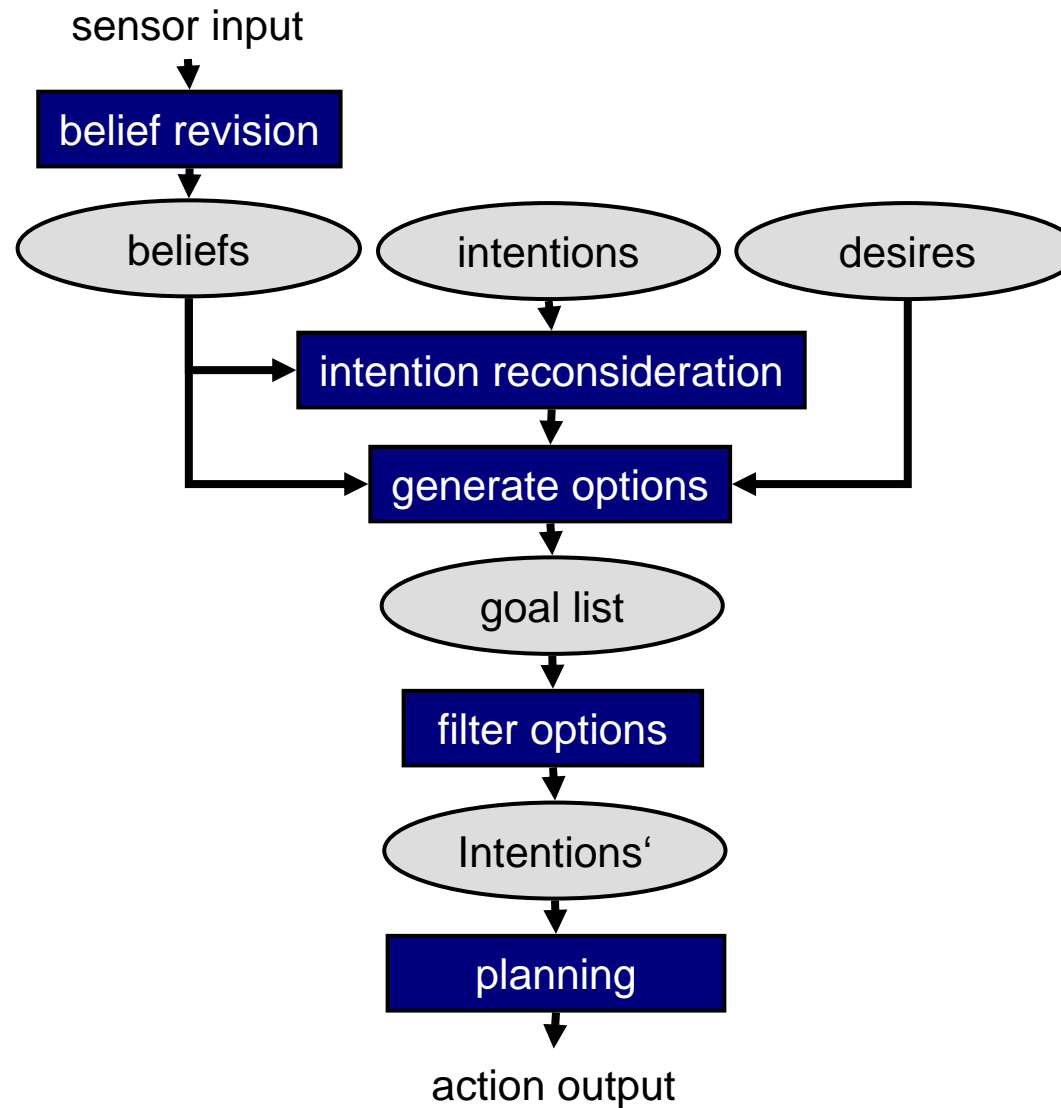 sensor input
belief revision
beliefs
intentions
desires
intention reconsideration
generate options
goal list
filter options
Intentions‘
planning
action output